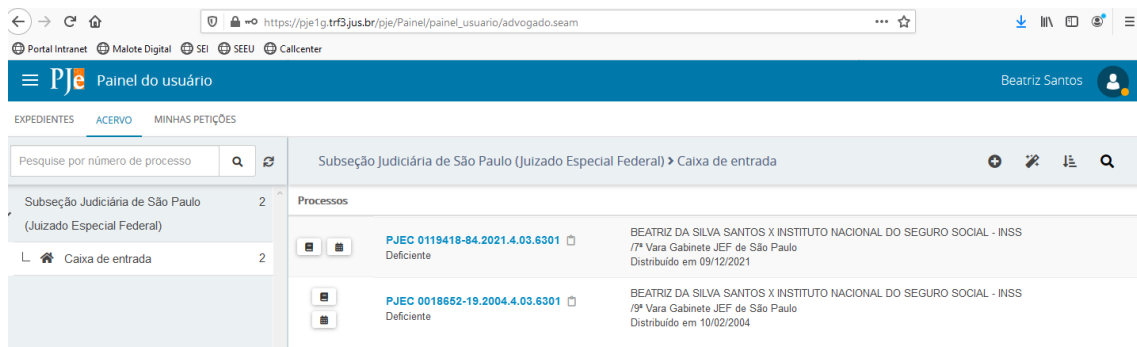 https://pje1g.trf3.jus.br/pje/Painel/painel_usuario/advogado.seam
Portal Intranet Malote Digital SEI SEEU Callcenter
PJe Painel do usuário Beatriz Santos
EXPEDIENTES ACERVO MINHAS PETIÇÕES
Pesquise por número de processo
Subseção Judiciária de São Paulo (Juizado Especial Federal) > Caixa de entrada
Subseção Judiciária de São Paulo 2
(Juizado Especial Federal)
Caixa de entrada 2
Processos
PJEC 0119418-84.2021.4.03.6301
Deficiente
BEATRIZ DA SILVA SANTOS X INSTITUTO NACIONAL DO SEGURO SOCIAL - INSS
/7ª Vara Gabinete JEF de São Paulo
Distribuído em 09/12/2021
PJEC 0018652-19.2004.4.03.6301
Deficiente
BEATRIZ DA SILVA SANTOS X INSTITUTO NACIONAL DO SEGURO SOCIAL - INSS
/9ª Vara Gabinete JEF de São Paulo
Distribuído em 10/02/2004